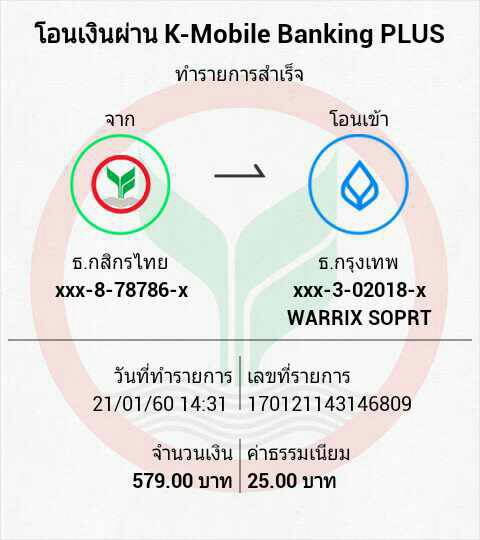 โอนเงินผ่าน K-Mobile Banking PLUS
ทำรายการสำเร็จ
จาก
โอนเข้า
ธ.กสิกรไทย
xxx-8-78786-x
ธ.กรุงเทพ
xxx-3-02018-x
WARRIX SOPRT
วันที่ทำรายการ
21/01/60 14:31
เลขที่รายการ
170121143146809
จำนวนเงิน
579.00 บาท
ค่าธรรมเนียม
25.00 บาท